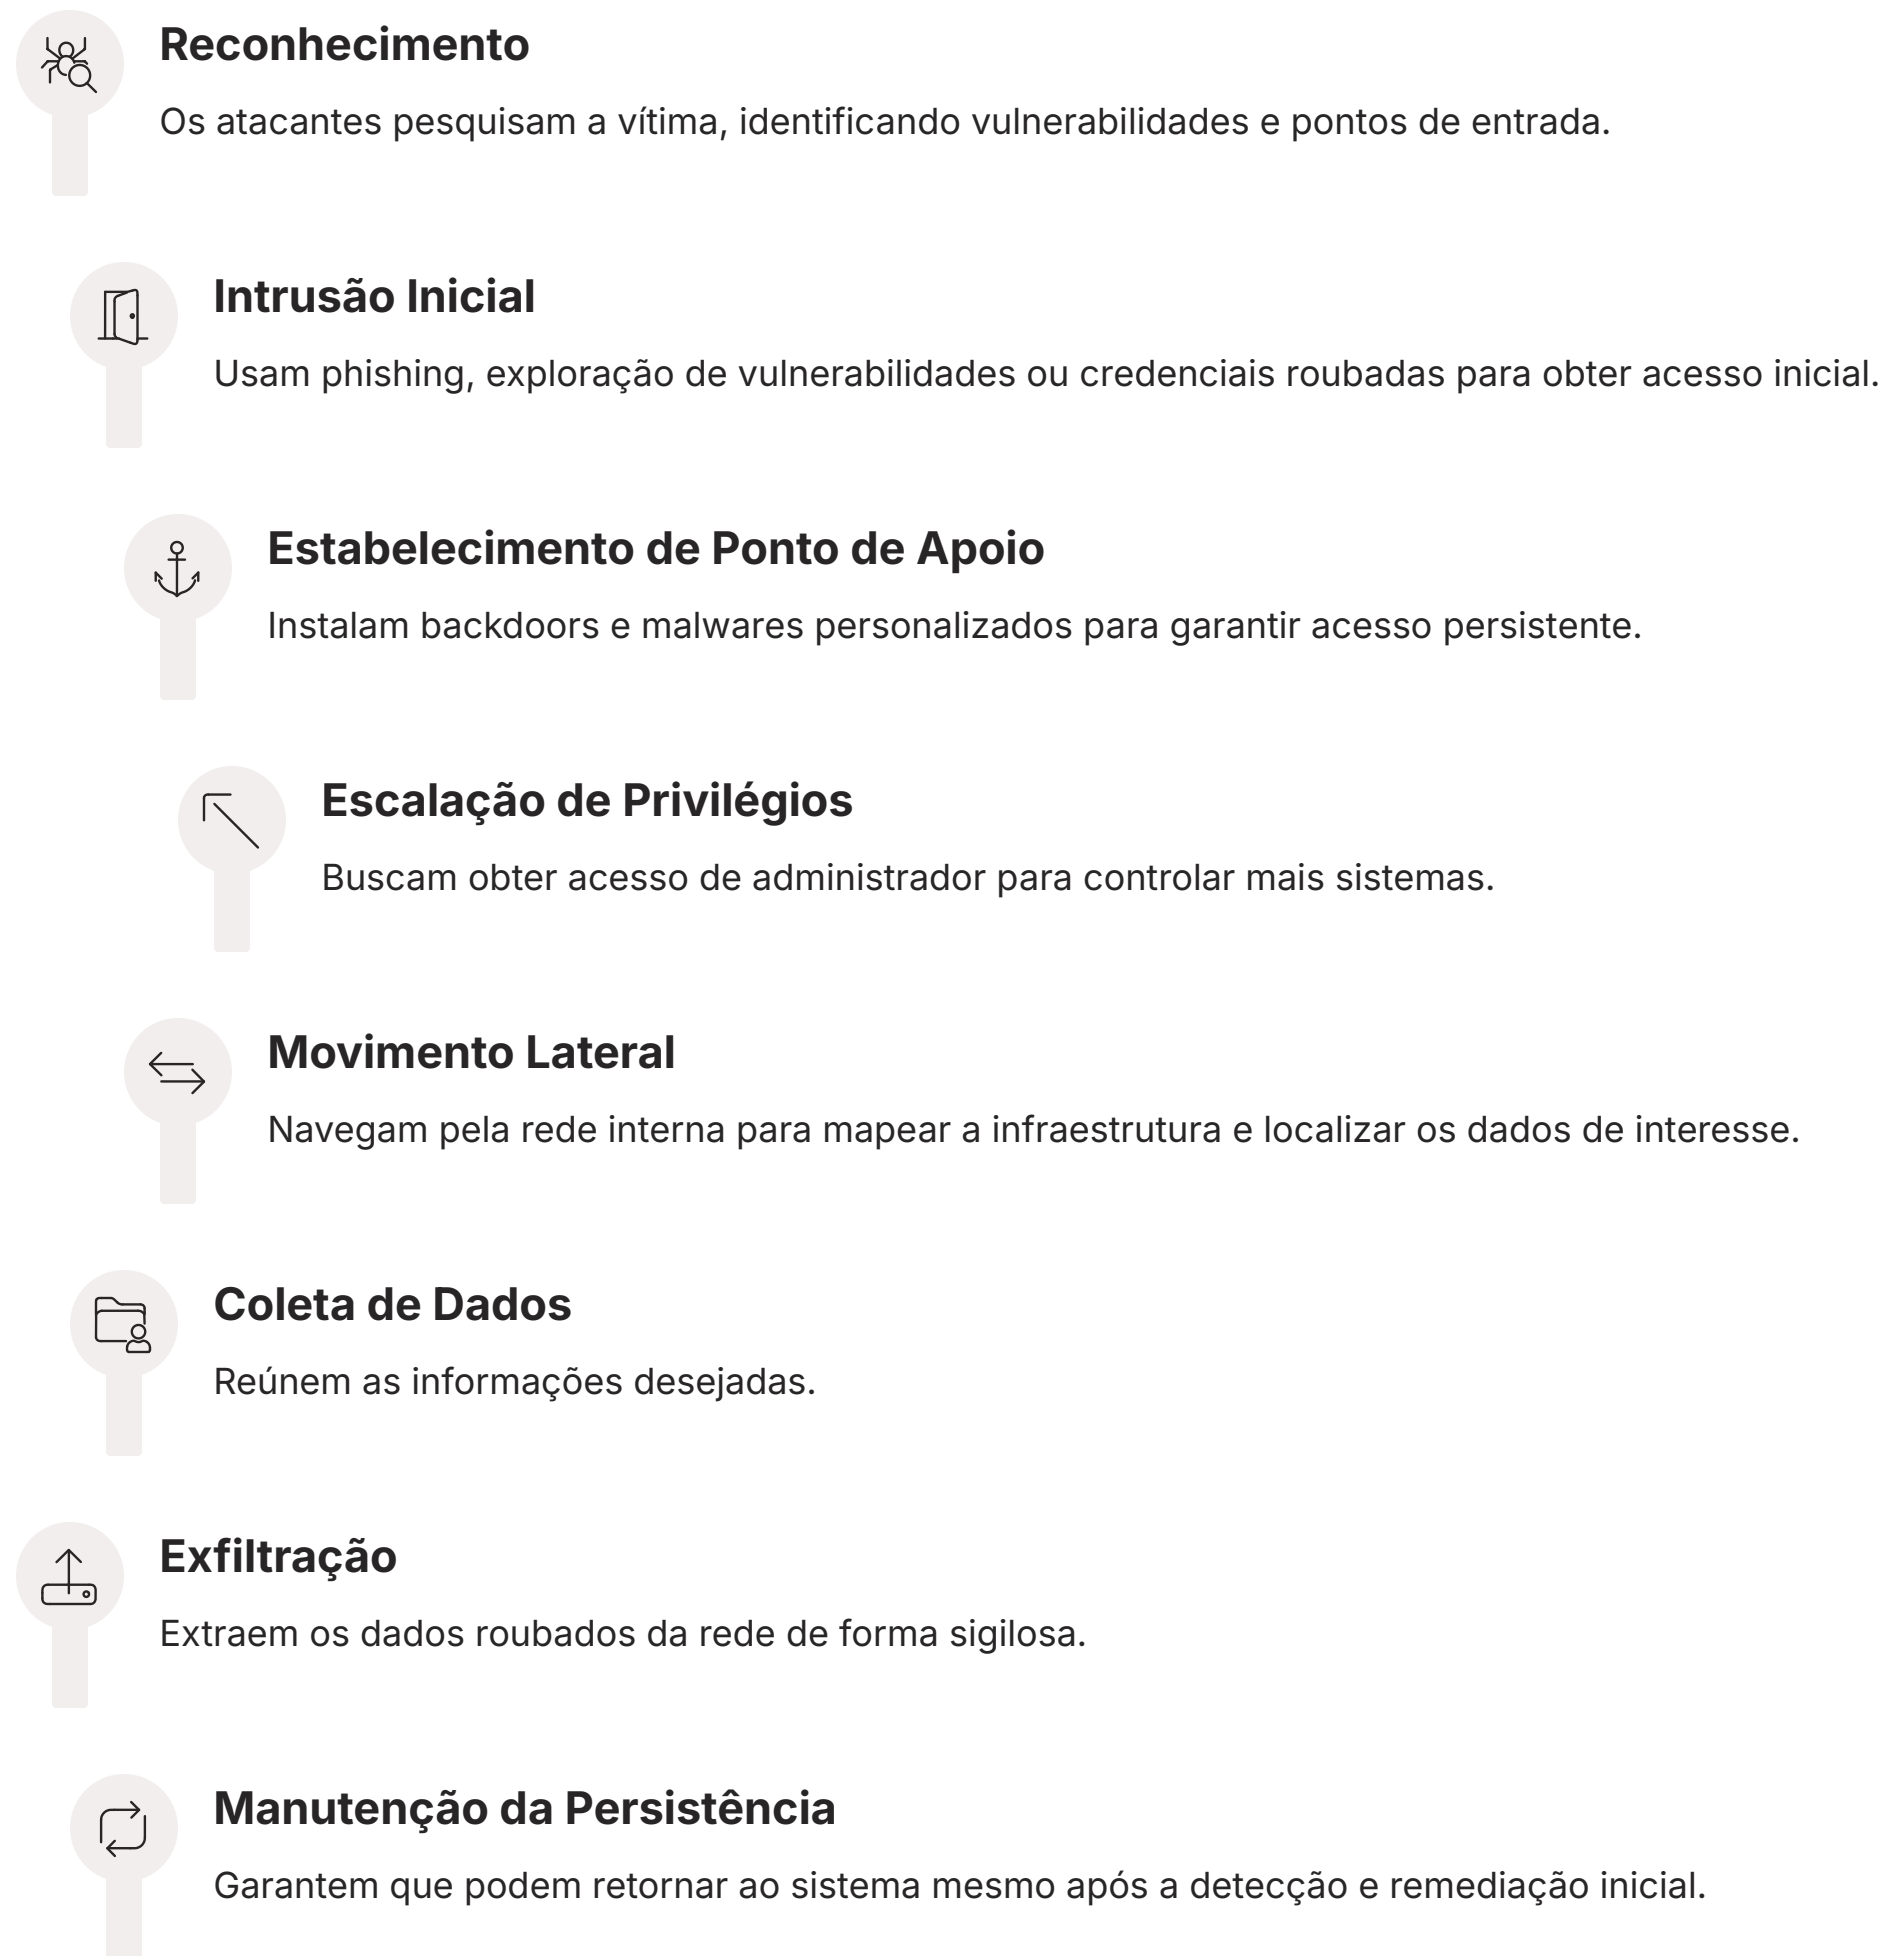 Reconhecimento
Os atacantes pesquisam a vítima, identificando vulnerabilidades e pontos de entrada.
Intrusão Inicial
Usam phishing, exploração de vulnerabilidades ou credenciais roubadas para obter acesso inicial.
Estabelecimento de Ponto de Apoio
Instalam backdoors e malwares personalizados para garantir acesso persistente.
Escalação de Privilégios
Buscam obter acesso de administrador para controlar mais sistemas.
Movimento Lateral
Navegam pela rede interna para mapear a infraestrutura e localizar os dados de interesse.
Coleta de Dados
Reúnem as informações desejadas.
Exfiltração
Extraem os dados roubados da rede de forma sigilosa.
Manutenção da Persistência
Garantem que podem retornar ao sistema mesmo após a detecção e remediação inicial.